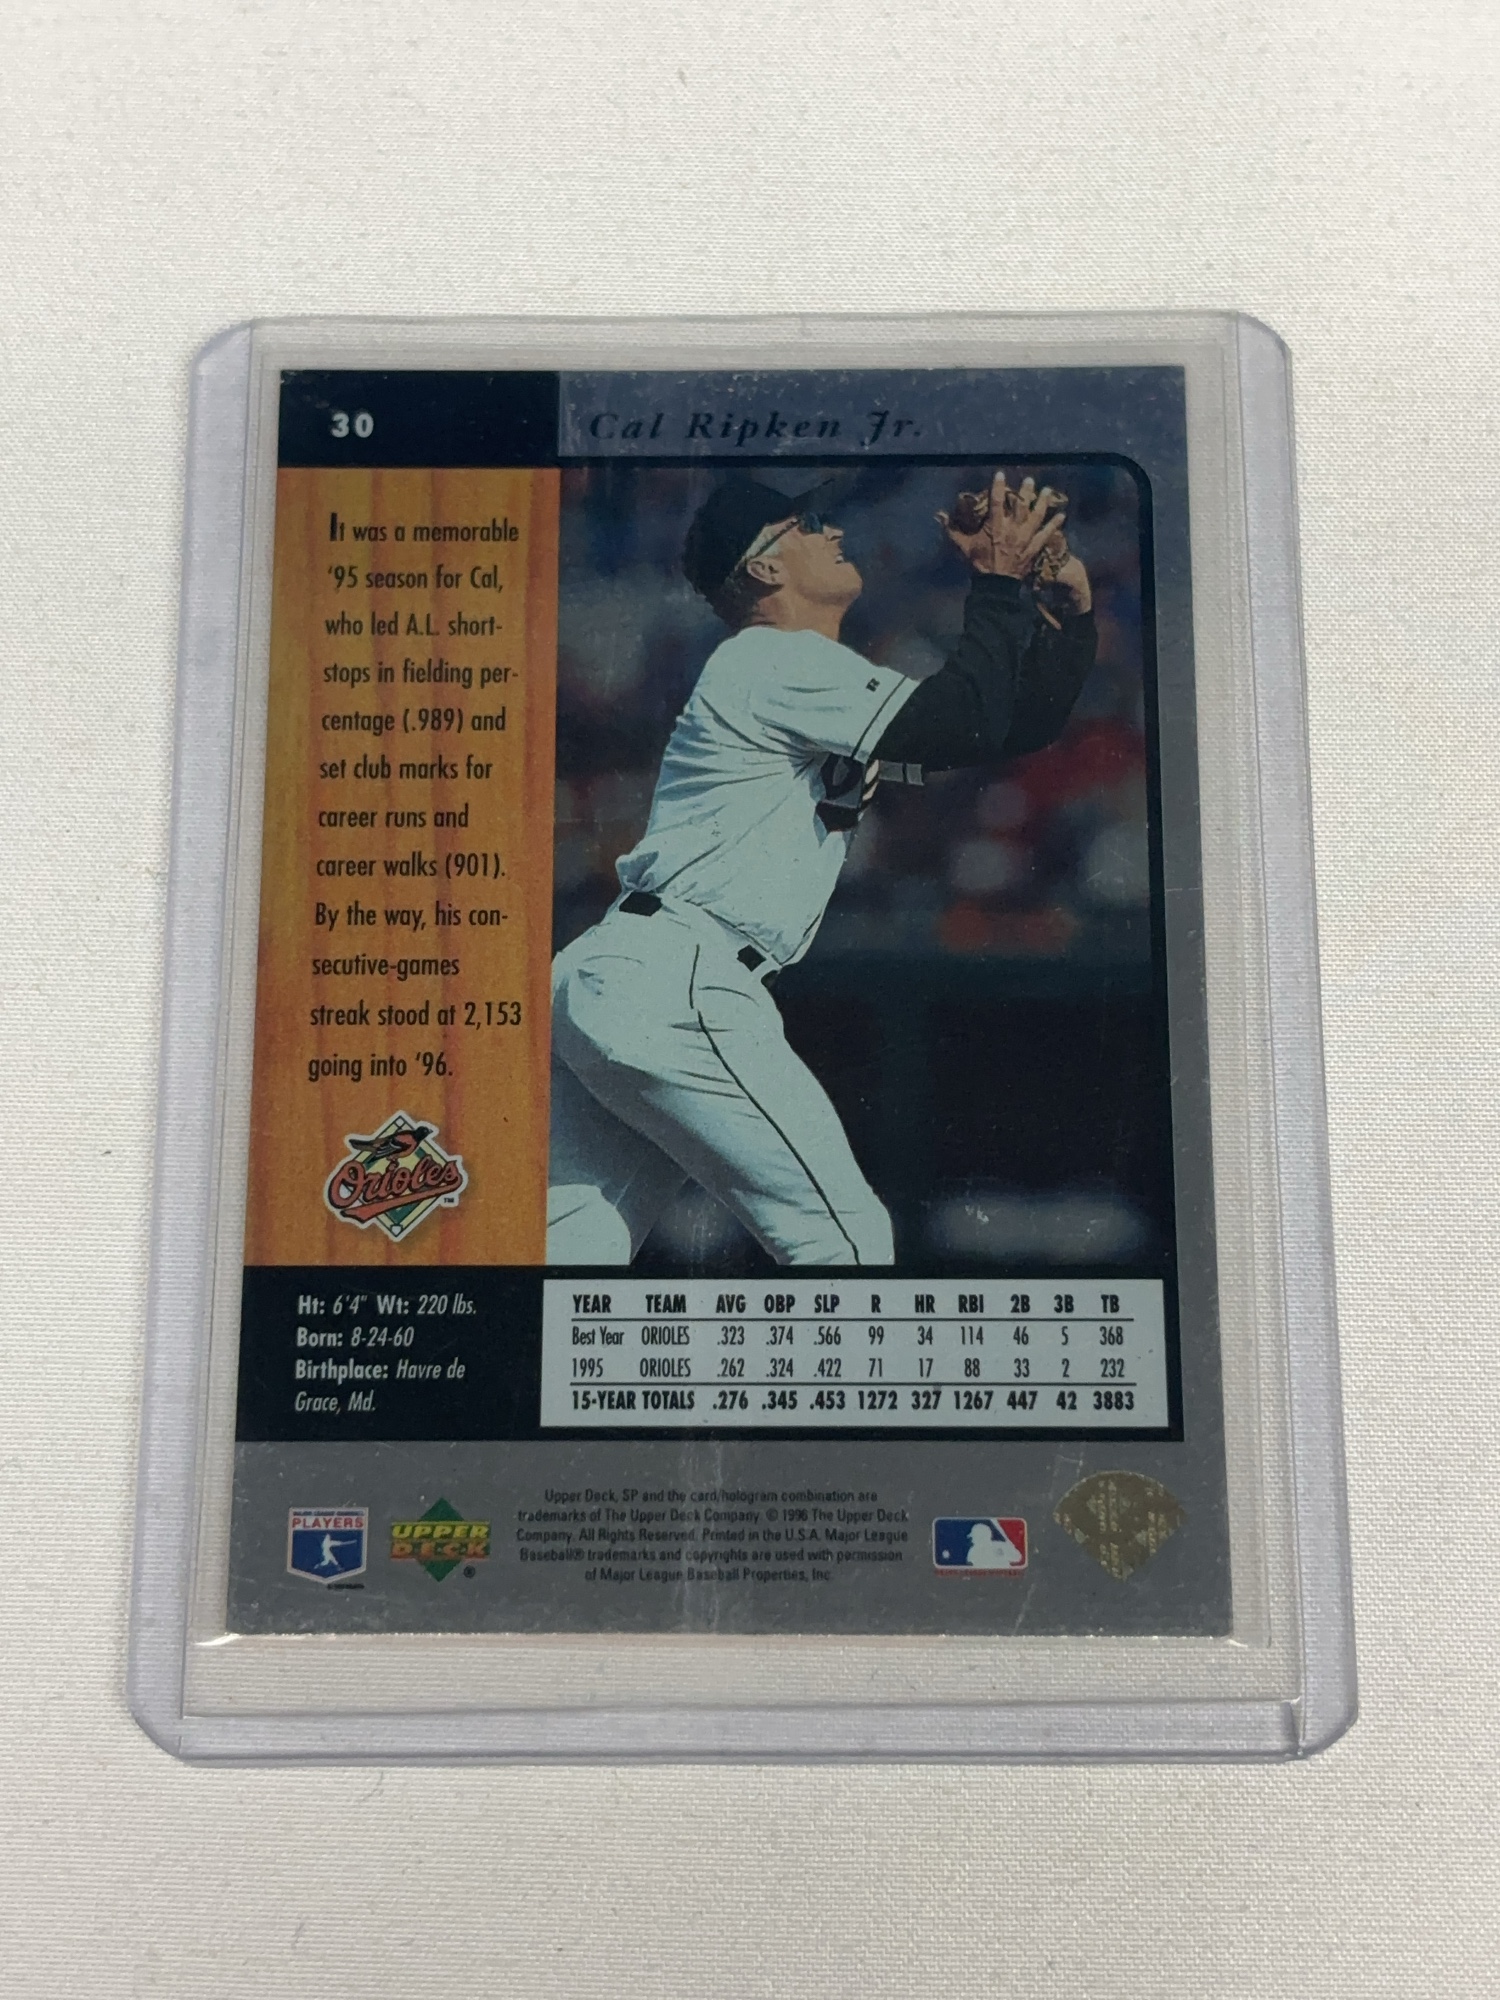 30
Cal Ripken Jr.
It was a memorable
'95 season for Cal,
who led A.L. short-
stops in fielding per-
centage (.989) and
set club marks for
career runs and
career walks (901).
By the way, his con-
secutive-games
streak stood at 2,153
going into '96.
Orioles
TM
Ht: 6'4" Wt: 220 lbs.
Born: 8-24-60
Birthplace: Havre de
Grace, Md.
YEAR TEAM AVG OBP SLP R HR RBI 2B 3B TB
Best Year ORIOLES .323 .374 .566 99 34 114 46 5 368
1995 ORIOLES .262 .324 .422 71 17 88 33 2 232
15-YEAR TOTALS .276 .345 .453 1272 327 1267 447 42 3883
Upper Deck, SP and the card/hologram combination are
trademarks of The Upper Deck Company. © 1996 The Upper Deck
Company. All Rights Reserved. Printed in the U.S.A. Major League
Baseball® trademarks and copyrights are used with permission
of Major League Baseball Properties, Inc.
MAJOR LEAGUE BASEBALL
PLAYERS
UPPER
DECK
®